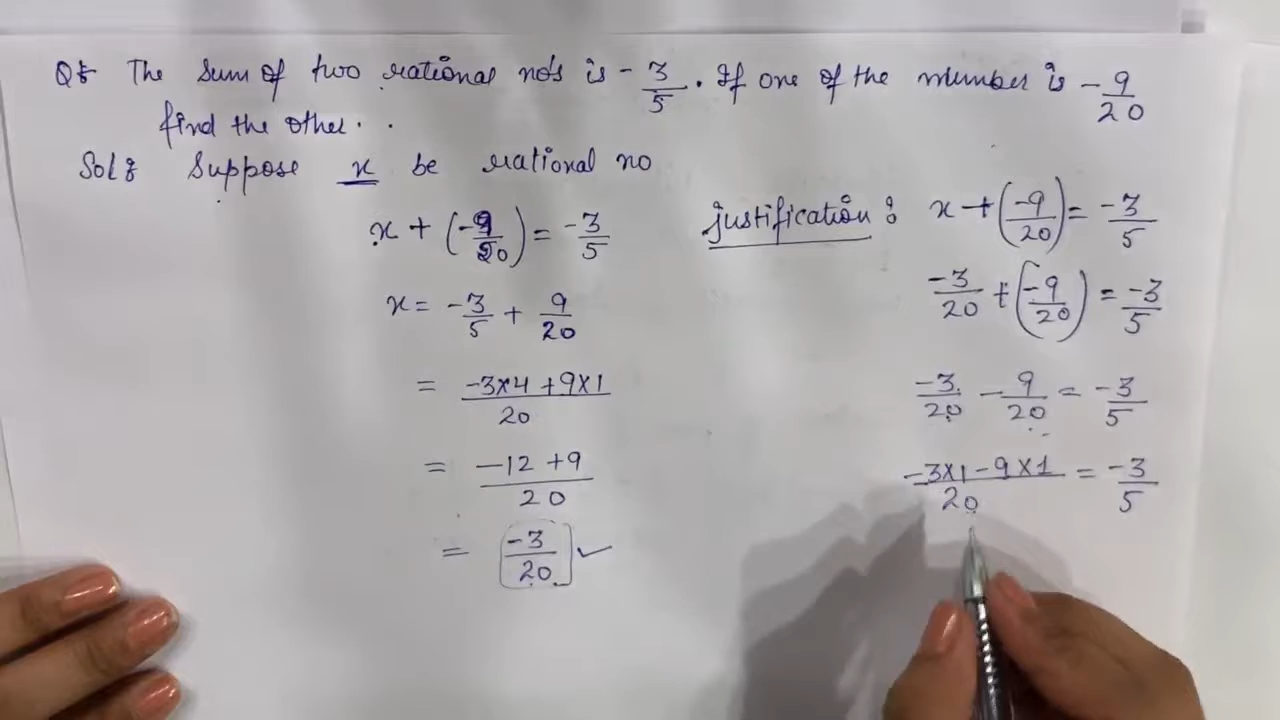 Q: The sum of two rational no's is -3/5. If one of the number is -9/20
find the other.
Sol: Suppose x be rational no
x + (-9/20) = -3/5
x = -3/5 + 9/20
= -3×4 + 9×1 / 20
= -12 + 9 / 20
= -3/20 ✓
justification : x + (-9/20) = -3/5
-3/20 + (-9/20) = -3/5
-3/20 - 9/20 = -3/5
-3×1 - 9×1 / 20 = -3/5